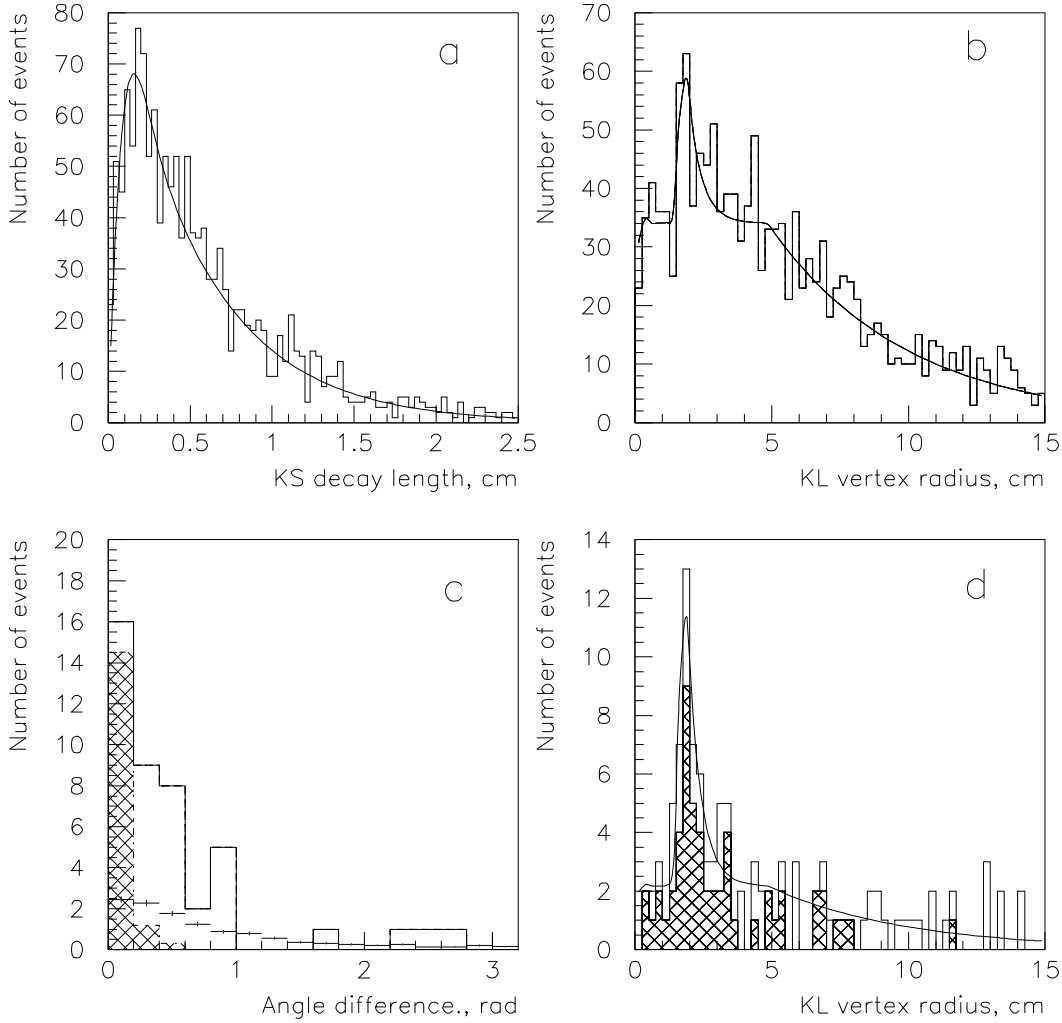 Number of events
80
70
60
50
40
30
20
10
0
a
0 0.5 1 1.5 2 2.5
KS decay length, cm
Number of events
70
60
50
40
30
20
10
0
b
0 5 10 15
KL vertex radius, cm
Number of events
20
18
16
14
12
10
8
6
4
2
0
c
0 1 2 3
Angle difference., rad
Number of events
14
12
10
8
6
4
2
0
d
0 5 10 15
KL vertex radius, cm